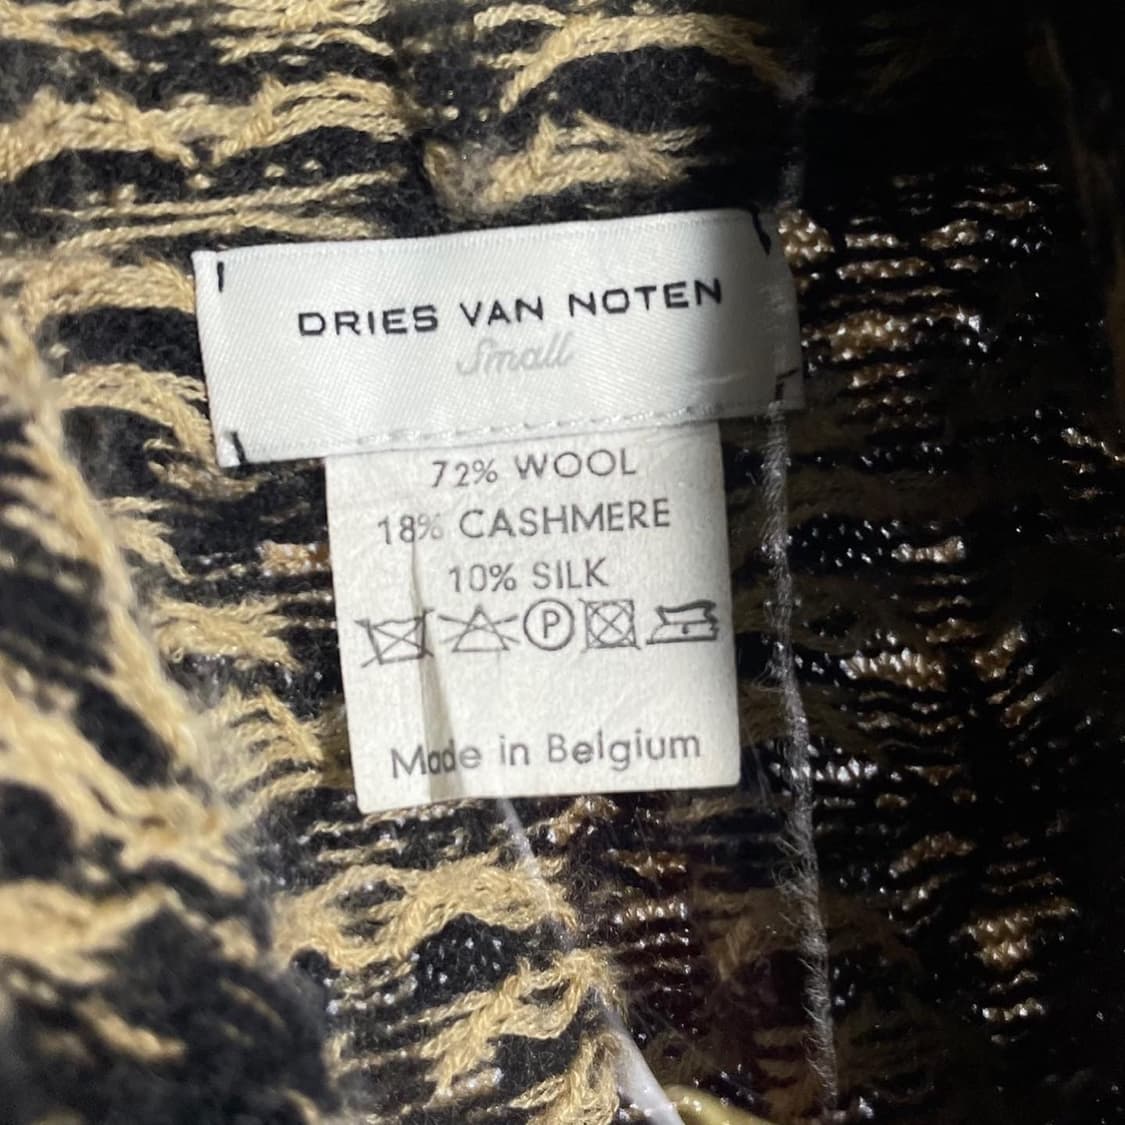 DRIES VAN NOTEN
Small
72% WOOL
18% CASHMERE
10% SILK
P
Made in Belgium